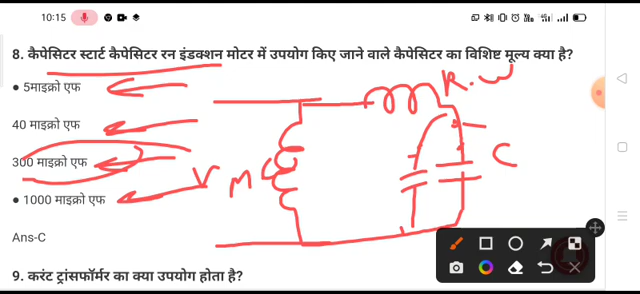 10:15
8. कैपेसिटर स्टार्ट कैपेसिटर रन इंडक्शन मोटर में उपयोग किए जाने वाले कैपेसिटर का विशिष्ट मूल्य क्या है?
• 5माइक्रो एफ
40 माइक्रो एफ
300 माइक्रो एफ
• 1000 माइक्रो एफ
R.W
C
V
M
Ans-C
9. करंट ट्रांसफॉर्मर का क्या उपयोग होता है?